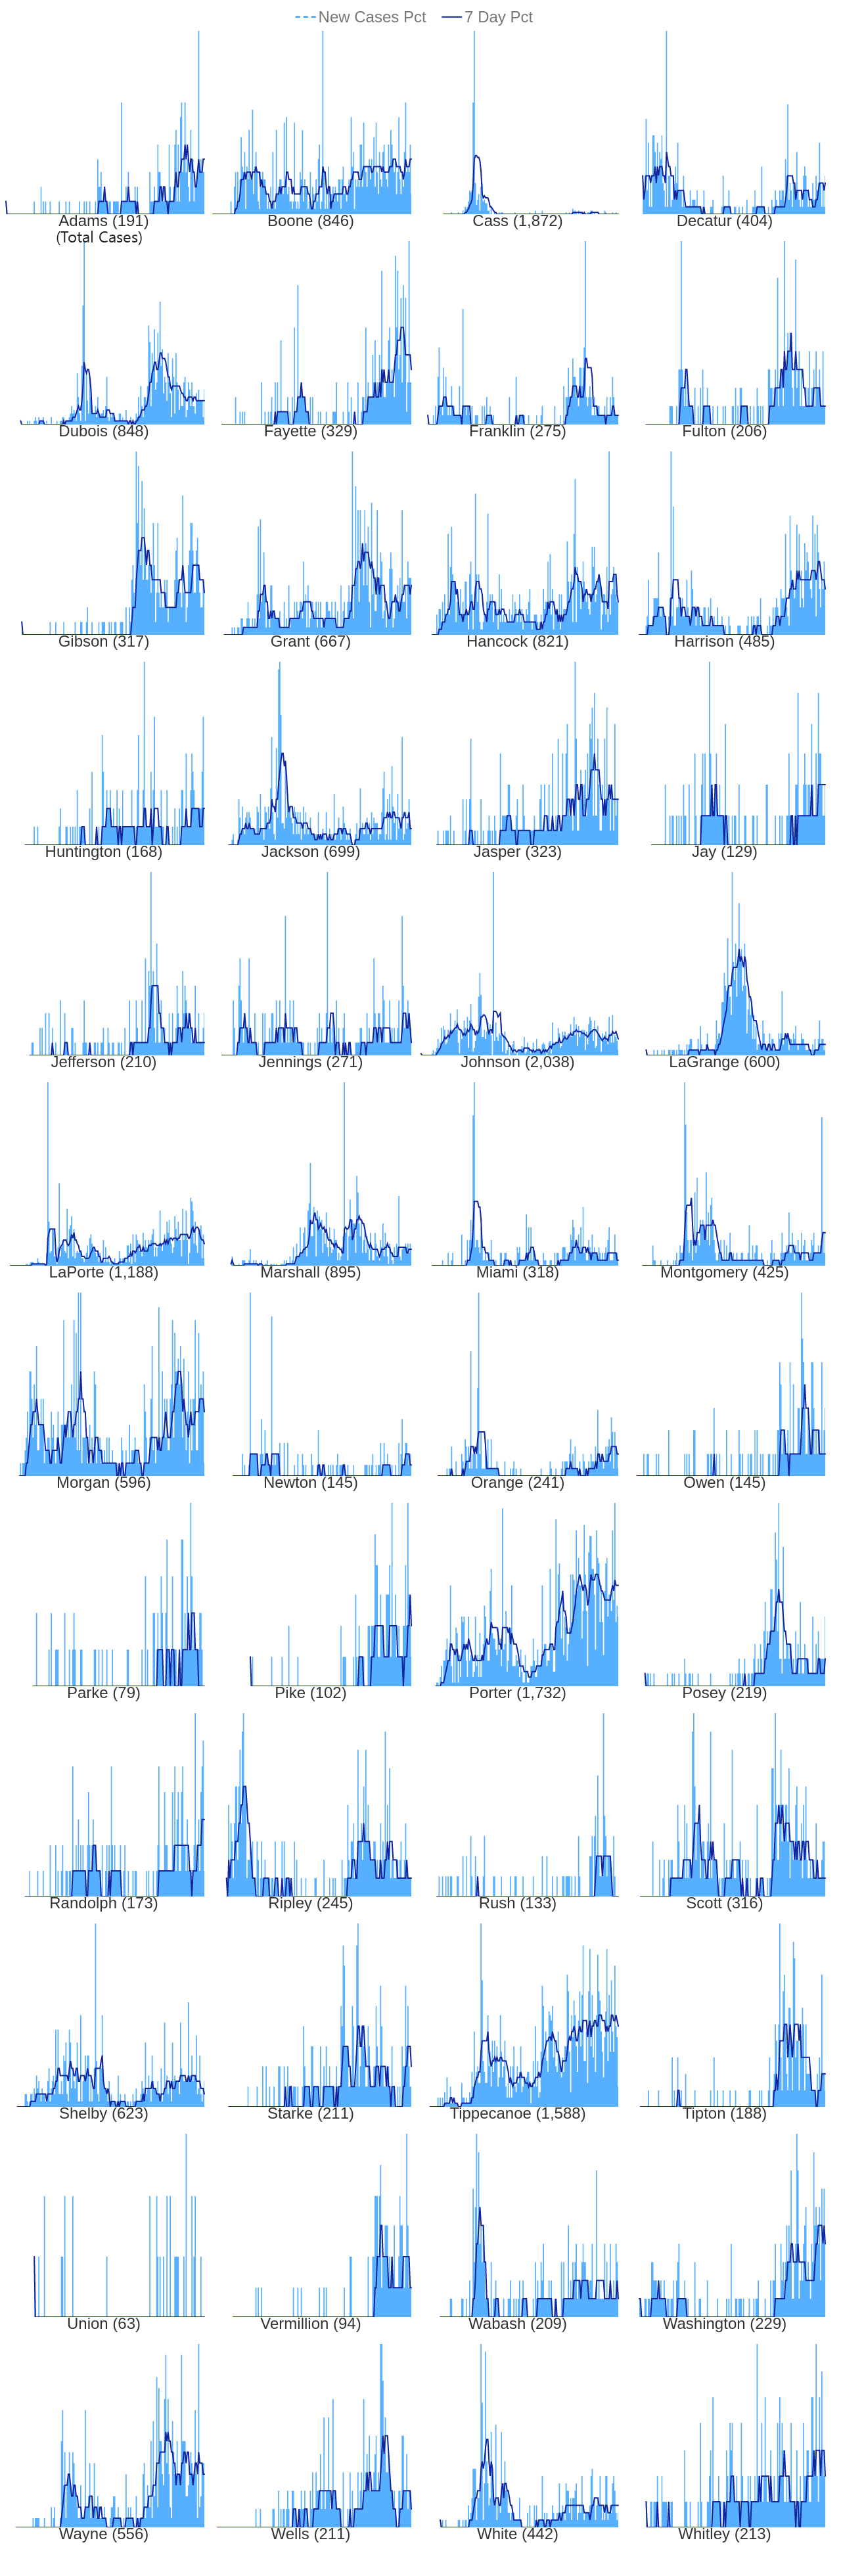 New Cases Pct 7 Day Pct
Adams (191) Boone (846) Cass (1,872) Decatur (404)
(Total Cases)
Dubois (848) Fayette (329) Franklin (275) Fulton (206)
Gibson (317) Grant (667) Hancock (821) Harrison (485)
Huntington (168) Jackson (699) Jasper (323) Jay (129)
Jefferson (210) Jennings (271) Johnson (2,038) LaGrange (600)
LaPorte (1,188) Marshall (895) Miami (318) Montgomery (425)
Morgan (596) Newton (145) Orange (241) Owen (145)
Parke (79) Pike (102) Porter (1,732) Posey (219)
Randolph (173) Ripley (245) Rush (133) Scott (316)
Shelby (623) Starke (211) Tippecanoe (1,588) Tipton (188)
Union (63) Vermillion (94) Wabash (209) Washington (229)
Wayne (556) Wells (211) White (442) Whitley (213)